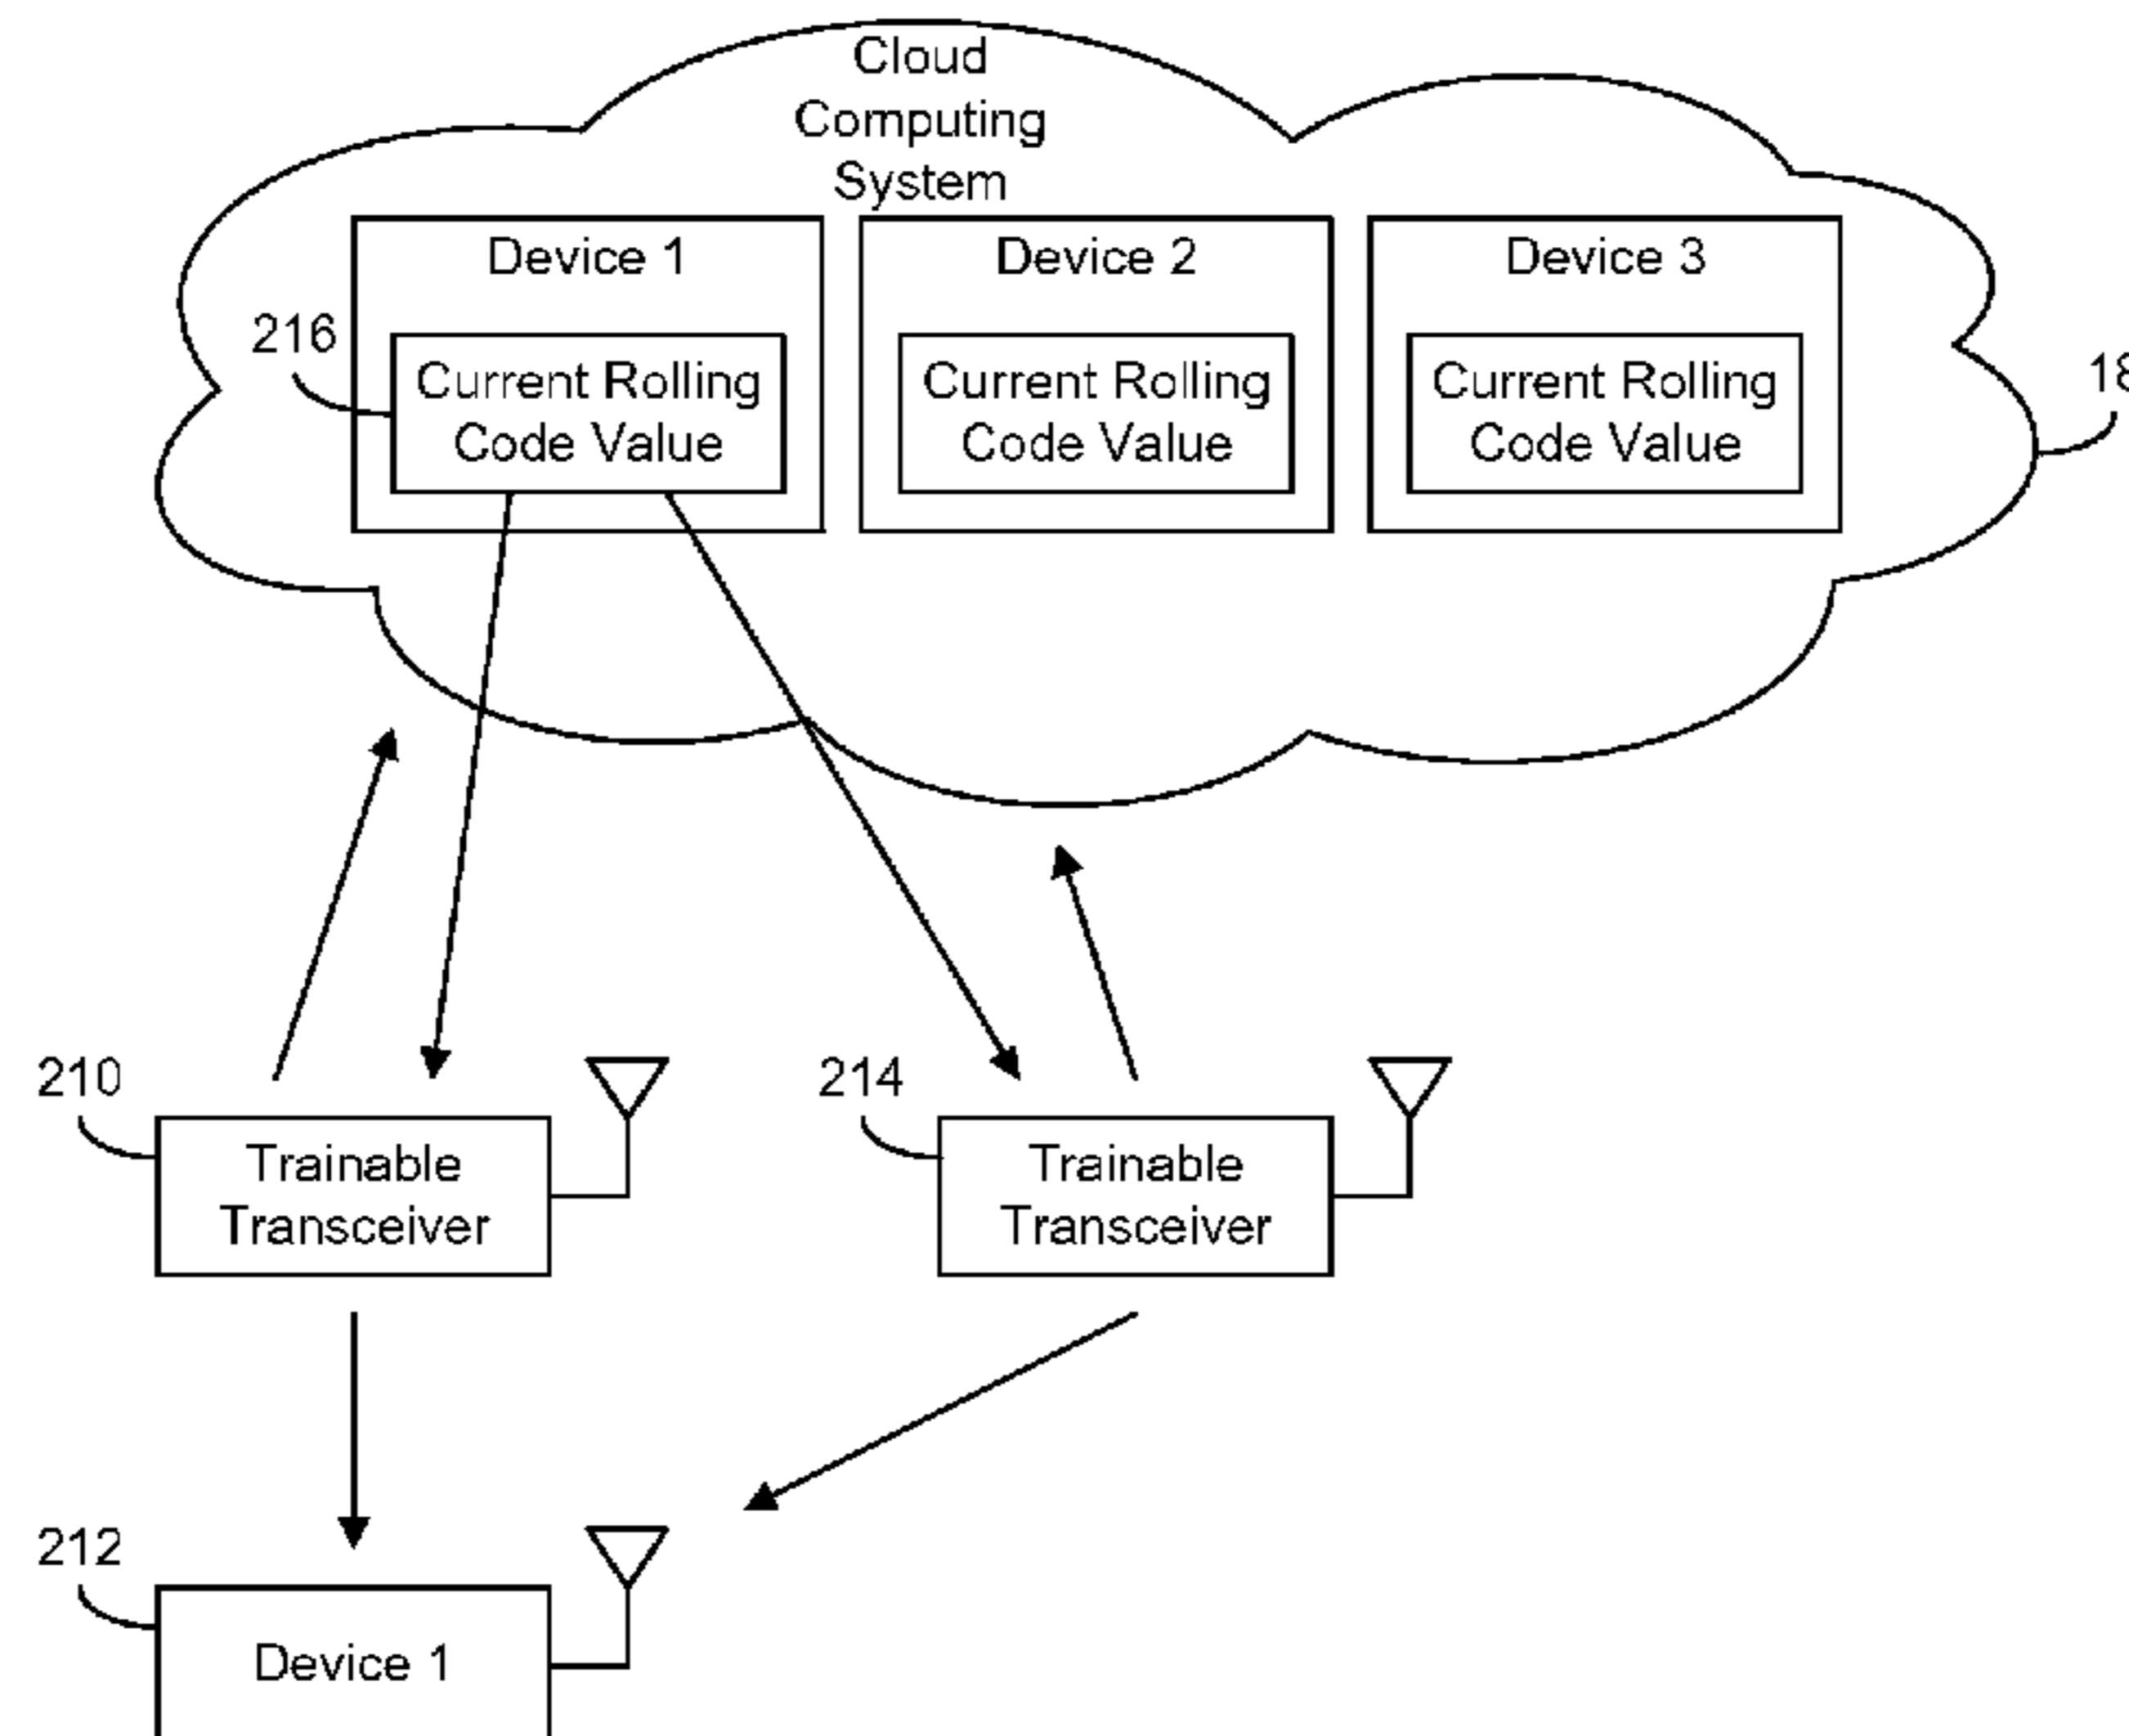 Cloud
Computing
System
Device 1
Device 2
Device 3
216
Current Rolling
Code Value
Current Rolling
Code Value
Current Rolling
Code Value
210
Trainable
Transceiver
214
Trainable
Transceiver
212
Device 1